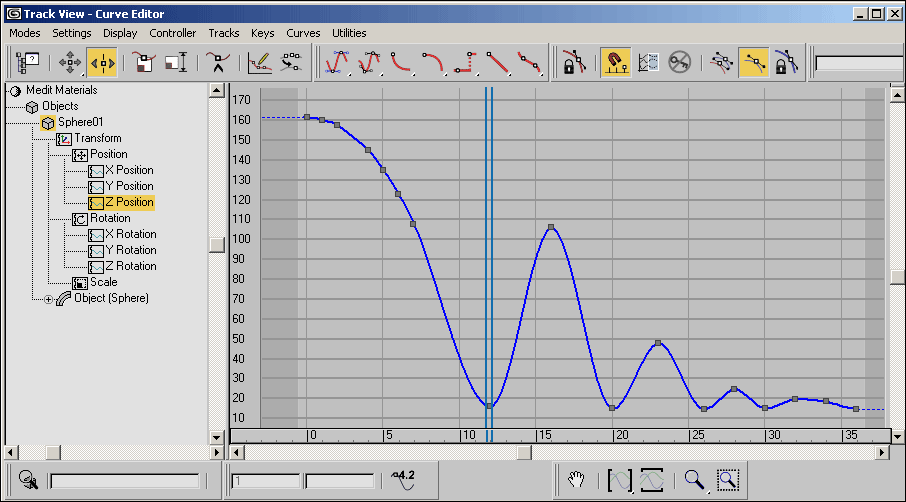 Track View - Curve Editor
Modes Settings Display Controller Tracks Keys Curves Utilities
?
Medit Materials
Objects
Sphere01
Transform
Position
X Position
Y Position
Z Position
Rotation
X Rotation
Y Rotation
Z Rotation
Scale
Object (Sphere)
170
160
150
140
130
120
110
100
90
80
70
60
50
40
30
20
10
0 5 10 15 20 25 30 35
1
4.2